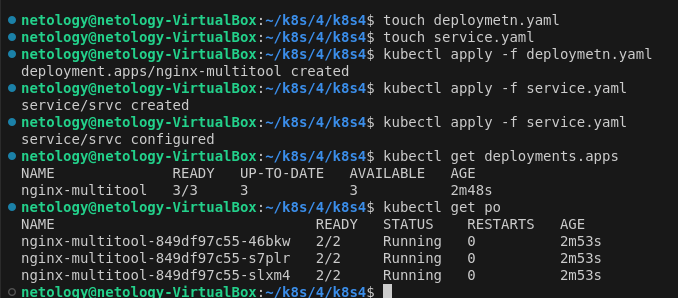 netology@netology-VirtualBox:~/k8s/4/k8s4$ touch deploymetn.yaml
netology@netology-VirtualBox:~/k8s/4/k8s4$ touch service.yaml
netology@netology-VirtualBox:~/k8s/4/k8s4$ kubectl apply -f deploymetn.yaml
deployment.apps/nginx-multitool created
netology@netology-VirtualBox:~/k8s/4/k8s4$ kubectl apply -f service.yaml
service/srvc created
netology@netology-VirtualBox:~/k8s/4/k8s4$ kubectl apply -f service.yaml
service/srvc configured
netology@netology-VirtualBox:~/k8s/4/k8s4$ kubectl get deployments.apps
NAME              READY   UP-TO-DATE   AVAILABLE   AGE
nginx-multitool   3/3     3            3           2m48s
netology@netology-VirtualBox:~/k8s/4/k8s4$ kubectl get po
NAME                               READY   STATUS    RESTARTS   AGE
nginx-multitool-849df97c55-46bkw   2/2     Running   0          2m53s
nginx-multitool-849df97c55-s7plr   2/2     Running   0          2m53s
nginx-multitool-849df97c55-slxm4   2/2     Running   0          2m53s
netology@netology-VirtualBox:~/k8s/4/k8s4$